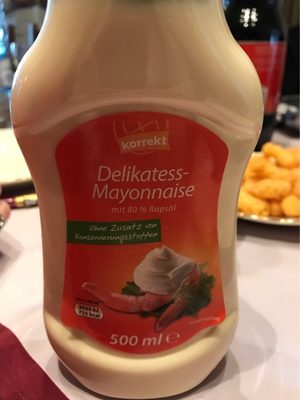 korrekt
Delikatess-
Mayonnaise
mit 80 % Rapsöl
Ohne Zusatz von
Konservierungsstoffen
500 ml e